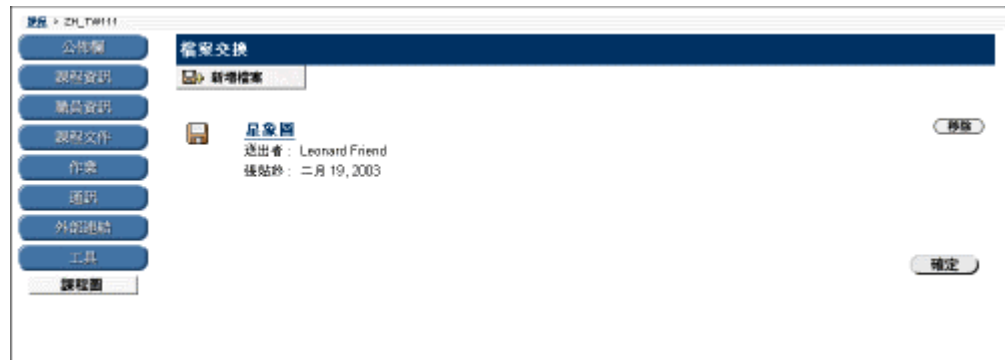 課程 > ZH_TW111
公佈欄
課程資訊
職員資訊
課程文件
作業
通訊
外部連結
工具
課程圖
檔案交換
新增檔案
星象圖
移除
送出者： Leonard Friend
張貼於： 二月 19, 2003
確定